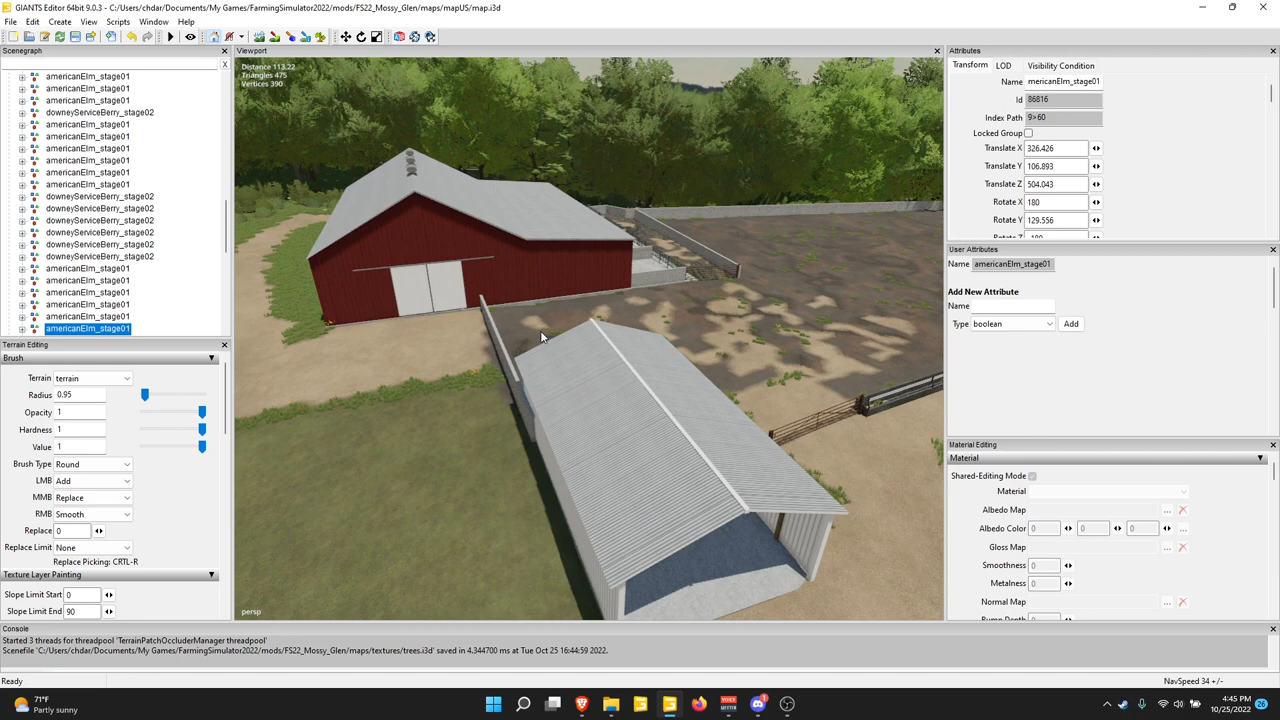 GIANTS Editor 64bit 9.0.3 - C:/Users/chdar/Documents/My Games/FarmingSimulator2022/mods/FS22_Mossy_Glen/maps/mapUS/map.i3d
File Edit Create View Scripts Window Help
Scenegraph
X
americanElm_stage01
americanElm_stage01
americanElm_stage01
downeyServiceBerry_stage02
americanElm_stage01
americanElm_stage01
americanElm_stage01
americanElm_stage01
americanElm_stage01
americanElm_stage01
downeyServiceBerry_stage02
downeyServiceBerry_stage02
downeyServiceBerry_stage02
downeyServiceBerry_stage02
downeyServiceBerry_stage02
downeyServiceBerry_stage02
americanElm_stage01
americanElm_stage01
americanElm_stage01
americanElm_stage01
americanElm_stage01
americanElm_stage01
Terrain Editing
Brush
Terrain terrain
Radius 0.95
Opacity 1
Hardness 1
Value 1
Brush Type Round
LMB Add
MMB Replace
RMB Smooth
Replace 0
Replace Limit None
Replace Picking: CRTL-R
Texture Layer Painting
Slope Limit Start 0
Slope Limit End 90
Viewport
Distance 113.22
Triangles 475
Vertices 390
persp
Attributes
Transform LOD Visibility Condition
Name mericanElm_stage01
Id 86816
Index Path 9>60
Locked Group
Translate X 326.426
Translate Y 106.893
Translate Z 504.043
Rotate X 180
Rotate Y 129.556
Rotate Z -180
User Attributes
Name americanElm_stage01
Add New Attribute
Name
Type boolean Add
Material Editing
Material
Shared-Editing Mode
Material
Albedo Map ...
Albedo Color 0 0 0 ...
Gloss Map ...
Smoothness 0
Metalness 0
Normal Map ...
Bump Depth 0
Console
Started 3 threads for threadpool 'TerrainPatchOccluderManager threadpool'
Scenefile 'C:/Users/chdar/Documents/My Games/FarmingSimulator2022/mods/FS22_Mossy_Glen/maps/textures/trees.i3d' saved in 4.344700 ms at Tue Oct 25 16:44:59 2022.
Ready
NavSpeed 34 +/-
71°F
Partly sunny
4:45 PM
10/25/2022
26